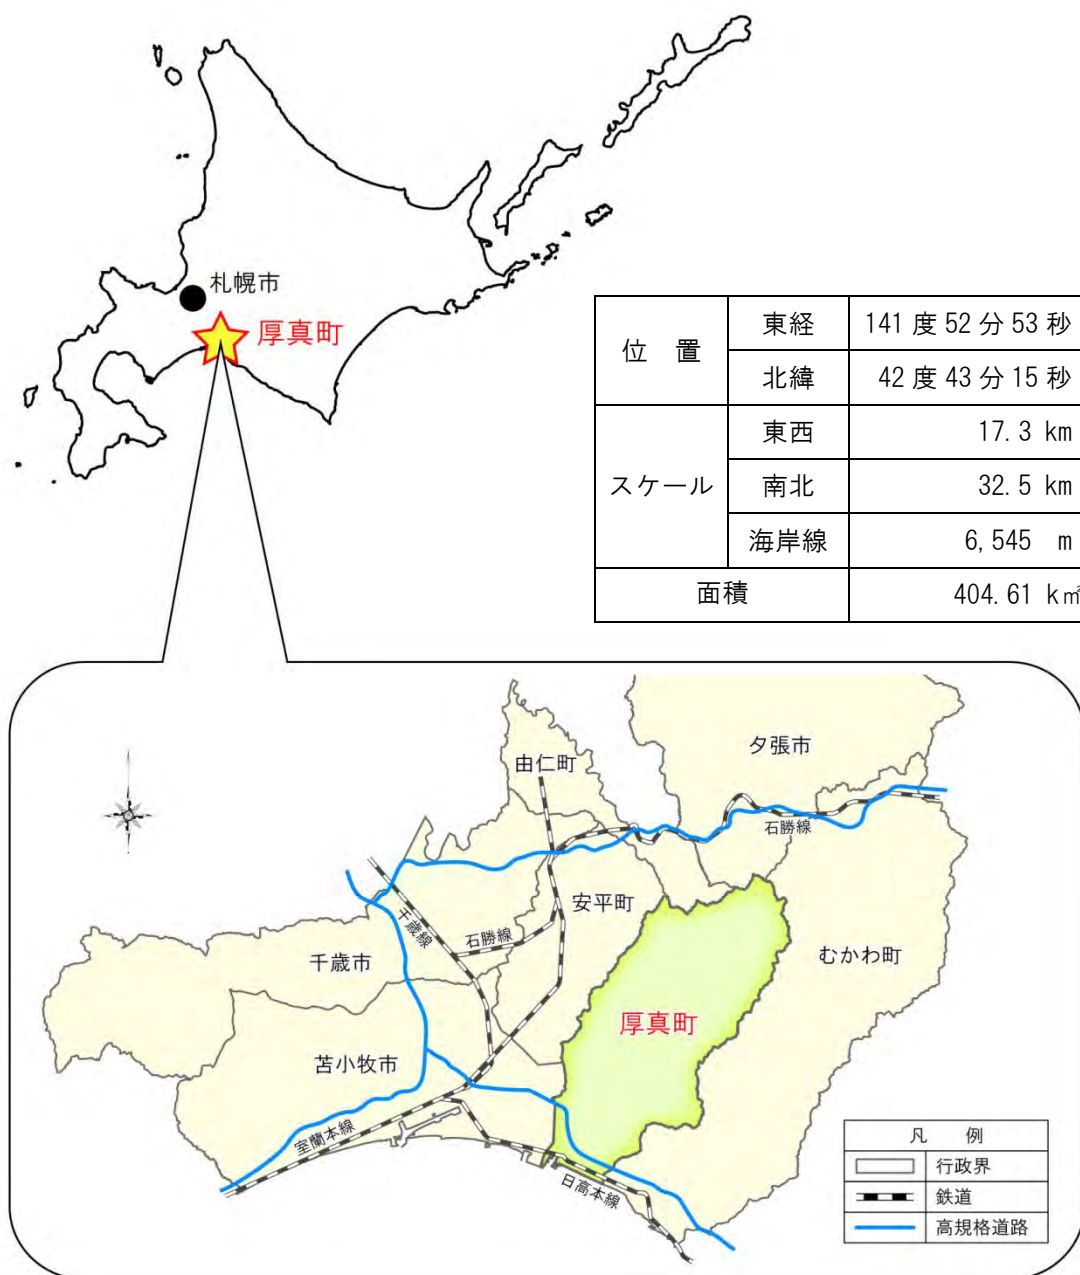 札幌市
厚真町
位 置 東経 141 度 52 分 53 秒
北緯 42 度 43 分 15 秒
スケール 東西 17.3 km
南北 32.5 km
海岸線 6,545 m
面積 404.61 k㎡
夕張市
由仁町
石勝線
安平町
千歳線
石勝線
むかわ町
千歳市
厚真町
苫小牧市
室蘭本線
日高本線
凡 例
行政界
鉄道
高規格道路